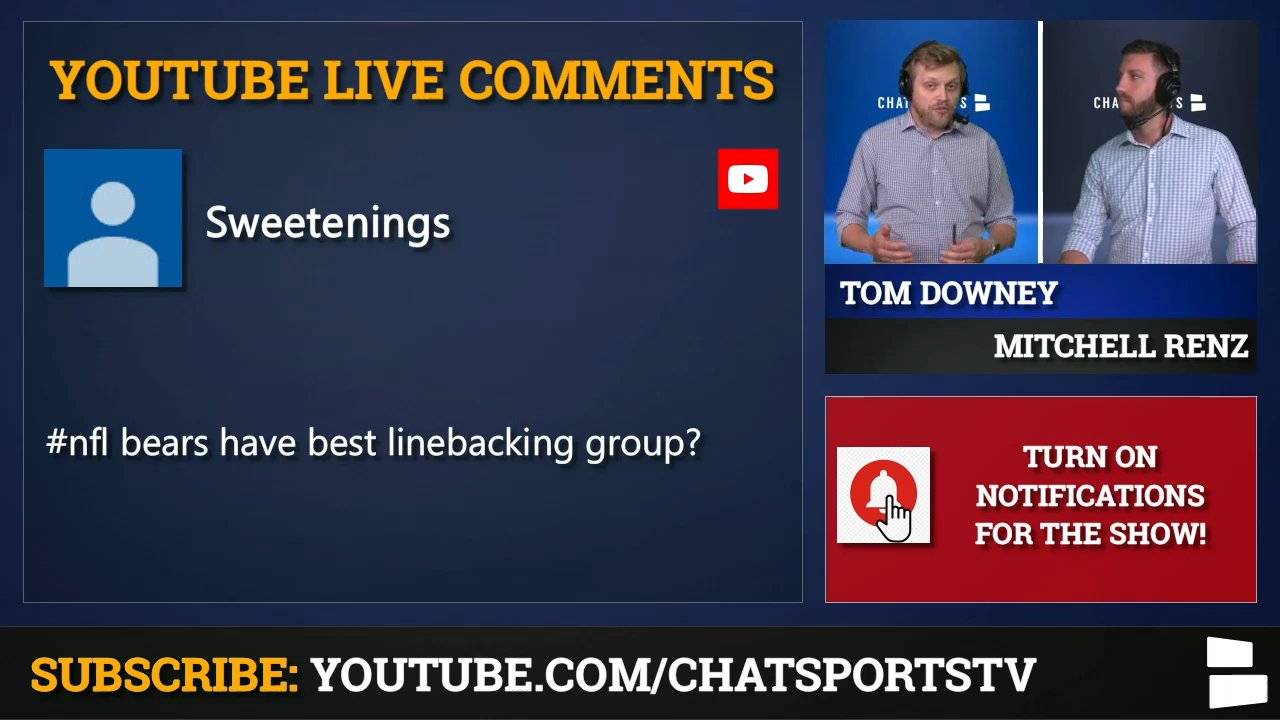 YOUTUBE LIVE COMMENTS
Sweetenings
#nfl bears have best linebacking group?
TOM DOWNEY
MITCHELL RENZ
TURN ON
NOTIFICATIONS
FOR THE SHOW!
SUBSCRIBE: YOUTUBE.COM/CHATSPORTSTV